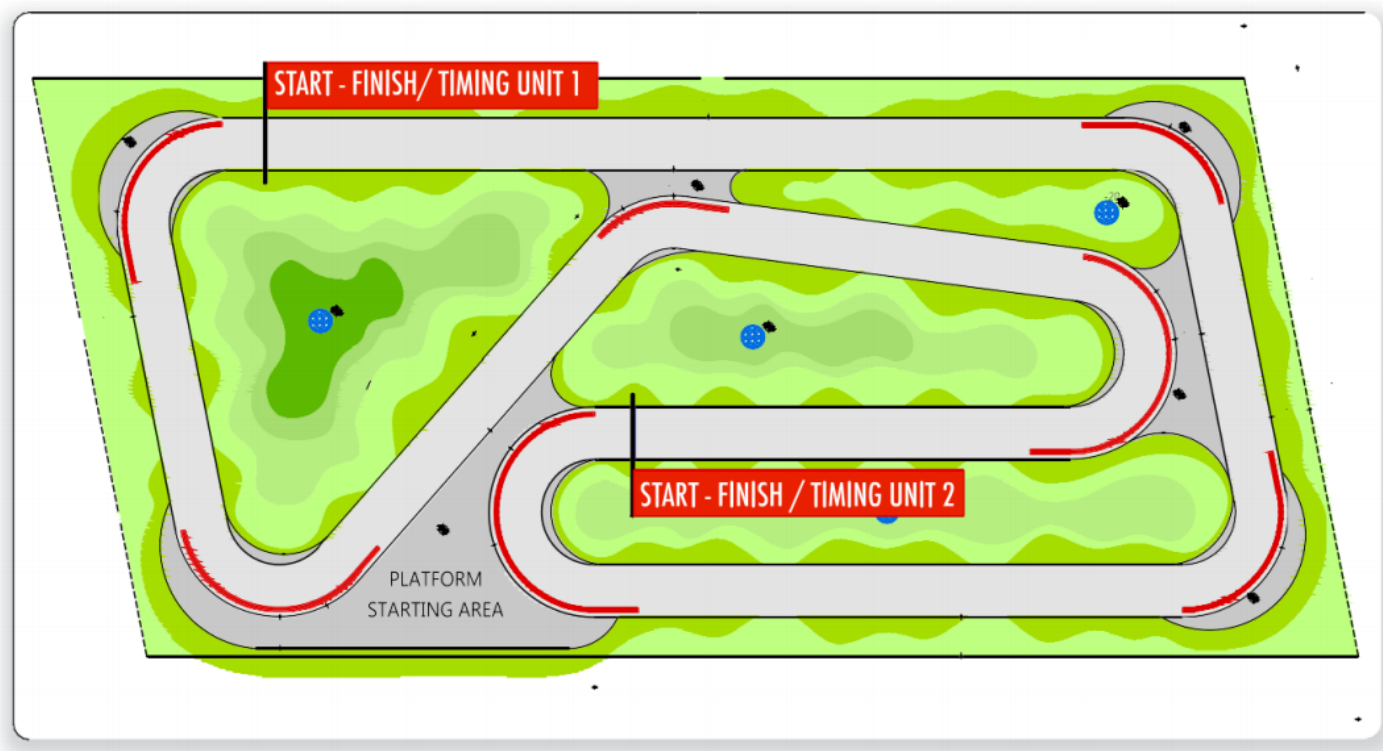 START - FINISH/ TIMING UNIT 1
START - FINISH / TIMING UNIT 2
PLATFORM
STARTING AREA